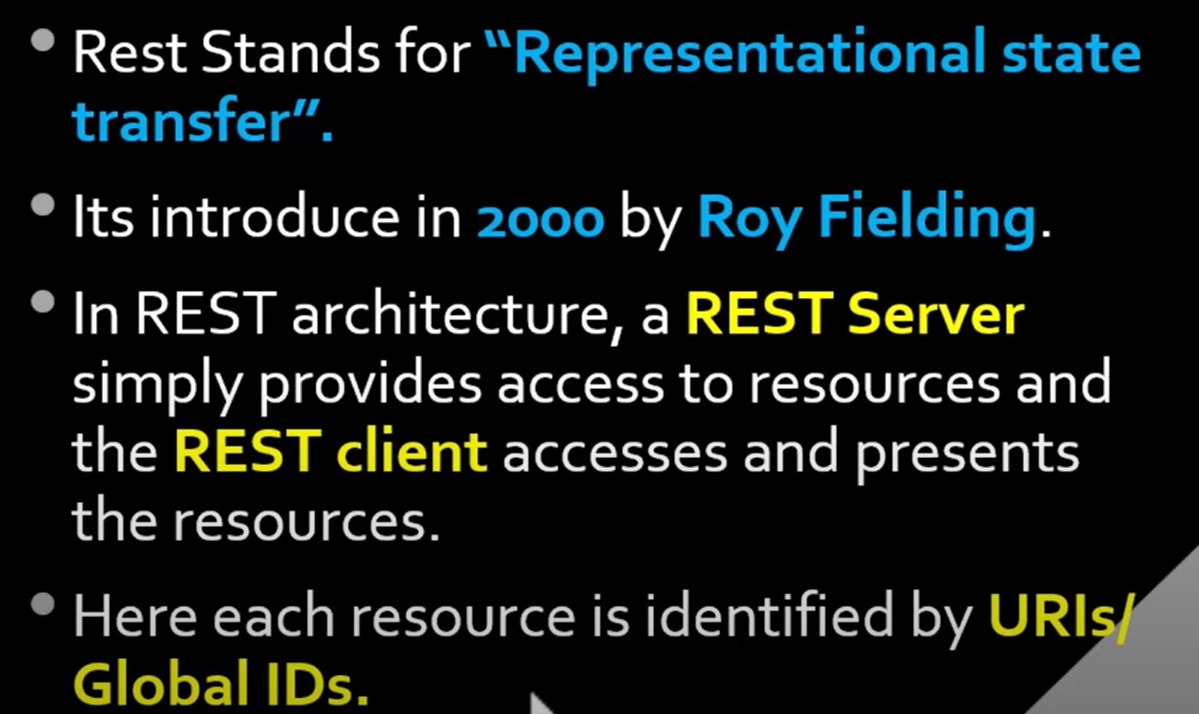 • Rest Stands for “Representational state
transfer”.
• Its introduce in 2000 by Roy Fielding.
• In REST architecture, a REST Server
simply provides access to resources and
the REST client accesses and presents
the resources.
• Here each resource is identified by URIs/
Global IDs.